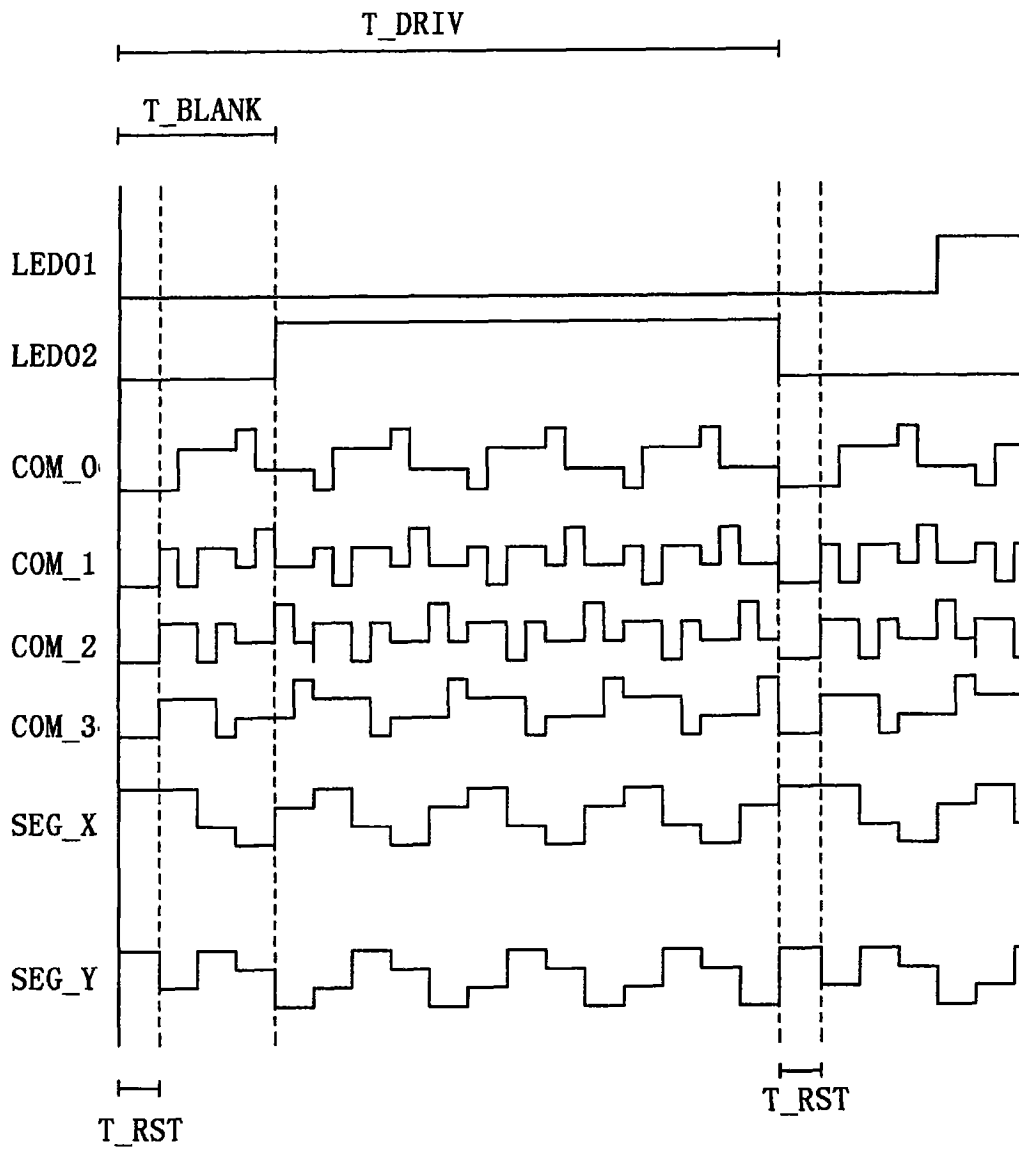 T_DRIV
T_BLANK
LED01
LED02
COM_0
COM_1
COM_2
COM_3
SEG_X
SEG_Y
T_RST
T_RST